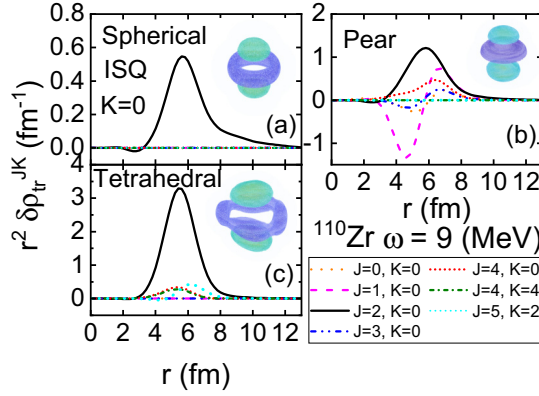 r² δρ_tr^JK (fm⁻¹)
0.8
0.6
0.4
0.2
0.0
Spherical
ISQ
K=0
(a)
2
1
0
-1
Pear
(b)
0 2 4 6 8 10 12 14
r (fm)
4
3
2
1
0
Tetrahedral
(c)
0 2 4 6 8 10 12
r (fm)
¹¹⁰Zr ω = 9 (MeV)
J=0, K=0 J=4, K=0
J=1, K=0 J=4, K=4
J=2, K=0 J=5, K=2
J=3, K=0